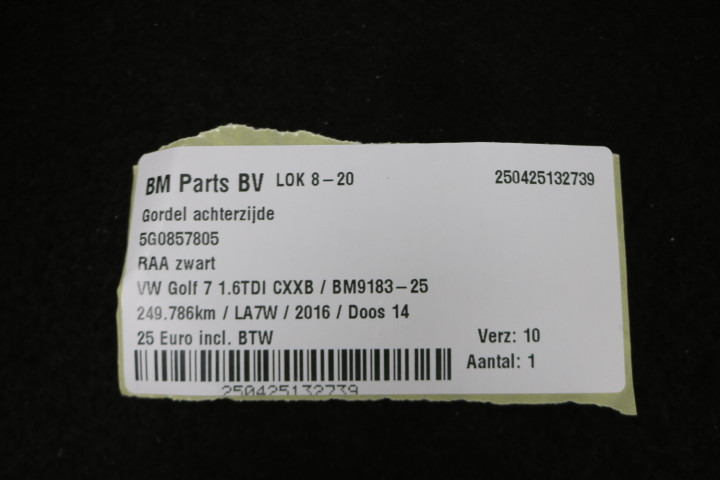 BM Parts BV LOK 8-20 250425132739
Gordel achterzijde
5G0857805
RAA zwart
VW Golf 7 1.6TDI CXXB / BM9183-25
249.786km / LA7W / 2016 / Doos 14
25 Euro incl. BTW Verz: 10
Aantal: 1
250425132739